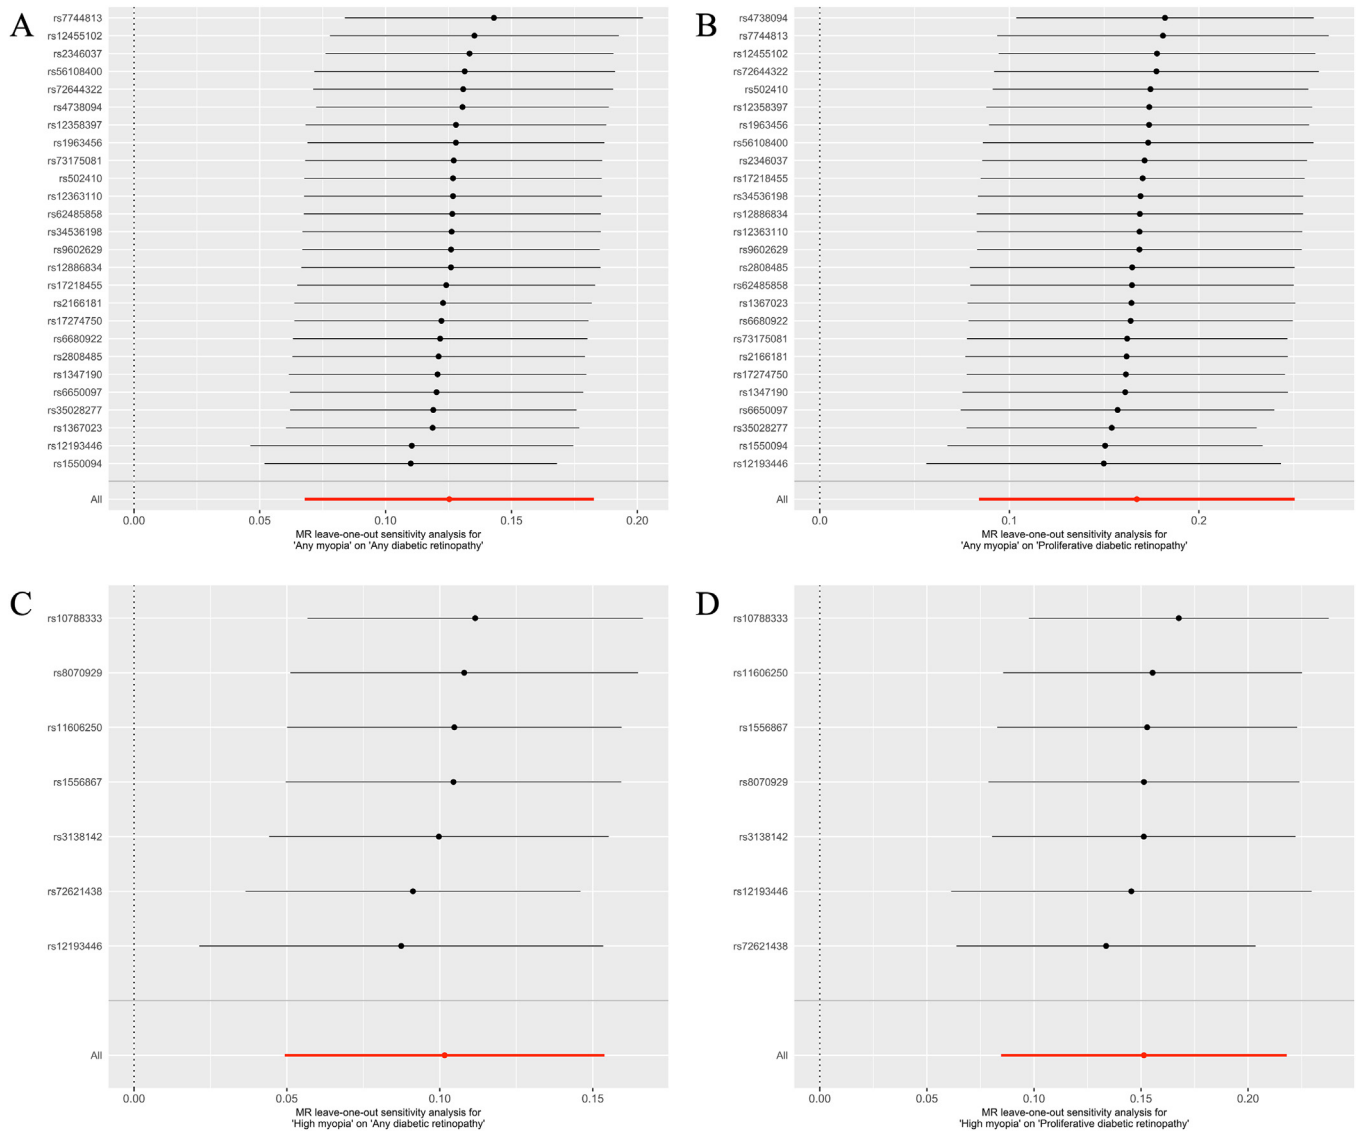 A
rs7744813
rs12455102
rs2346037
rs56108400
rs72644322
rs4738094
rs12358397
rs1963456
rs73175081
rs502410
rs12363110
rs62485858
rs34536198
rs9602629
rs12886834
rs17218455
rs2166181
rs17274750
rs6680922
rs2808485
rs1347190
rs6650097
rs35028277
rs1367023
rs12193446
rs1550094
All
0.00 0.05 0.10 0.15 0.20
MR leave-one-out sensitivity analysis for
'Any myopia' on 'Any diabetic retinopathy'
B
rs4738094
rs7744813
rs12455102
rs72644322
rs502410
rs12358397
rs1963456
rs56108400
rs2346037
rs17218455
rs34536198
rs12886834
rs12363110
rs9602629
rs2808485
rs62485858
rs1367023
rs6680922
rs73175081
rs2166181
rs17274750
rs1347190
rs6650097
rs35028277
rs1550094
rs12193446
All
0.0 0.1 0.2
MR leave-one-out sensitivity analysis for
'Any myopia' on 'Proliferative diabetic retinopathy'
C
rs10788333
rs8070929
rs11606250
rs1556867
rs3138142
rs72621438
rs12193446
All
0.00 0.05 0.10 0.15
MR leave-one-out sensitivity analysis for
'High myopia' on 'Any diabetic retinopathy'
D
rs10788333
rs11606250
rs1556867
rs8070929
rs3138142
rs12193446
rs72621438
All
0.00 0.05 0.10 0.15 0.20
MR leave-one-out sensitivity analysis for
'High myopia' on 'Proliferative diabetic retinopathy'